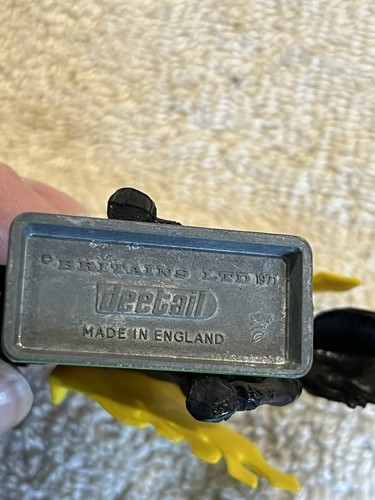 © BRITAINS LTD 1971
Deetail
MADE IN ENGLAND